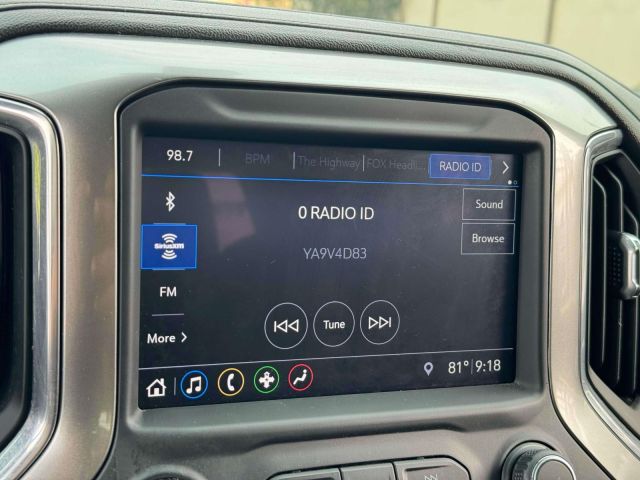 98.7 BPM The Highway FOX Headli... RADIO ID
0 RADIO ID
YA9V4D83
Sound
Browse
SiriusXM
FM
Tune
More
81° 9:18